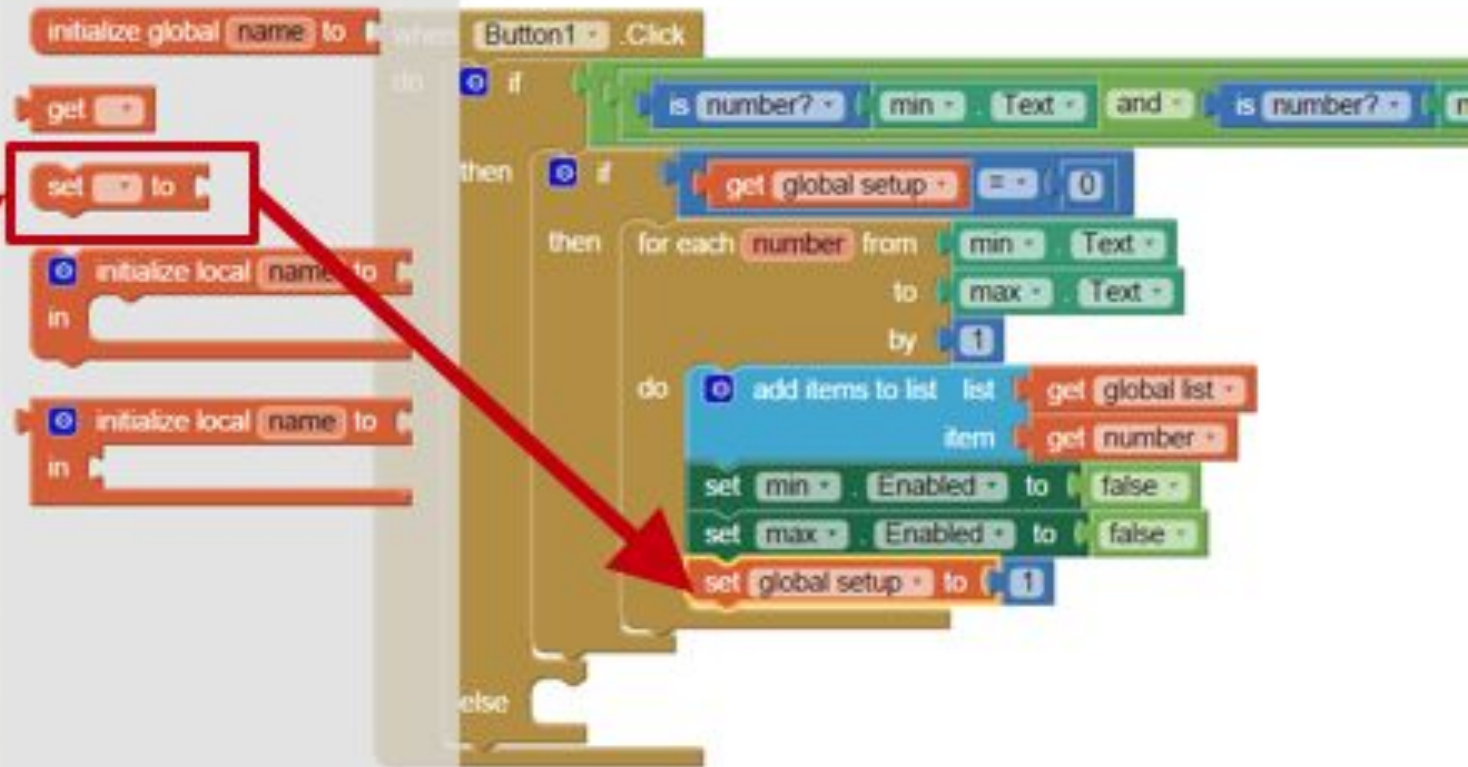 initialize global name to
get
set to
initialize local name to
in
initialize local name to
in
when Button1 .Click
do if is number? min . Text and is number?
then if get global setup = 0
then for each number from min . Text
to max . Text
by 1
do add items to list list get global list
item get number
set min . Enabled to false
set max . Enabled to false
set global setup to 1
else